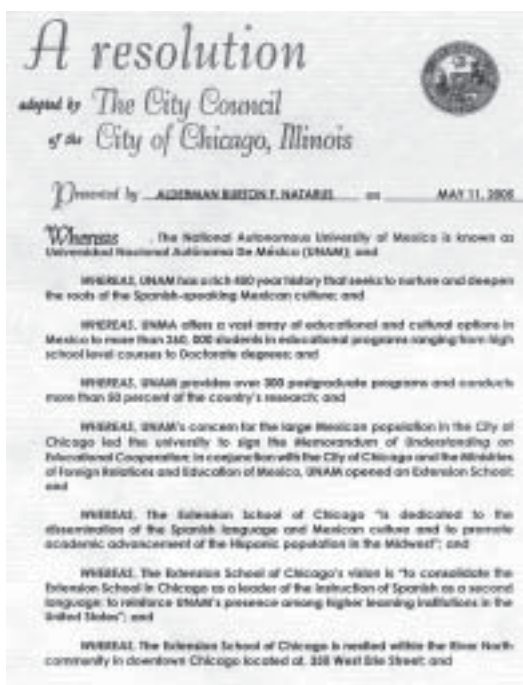 A resolution
adopted by The City Council
of the City of Chicago, Illinois
Presented by ALDERMAN BURTON F. NATARUS on MAY 11, 2005
Whereas , The National Autonomous University of Mexico is known as
Universidad Nacional Autónoma De México (UNAM); and
WHEREAS, UNAM has a rich 450 year history that seeks to nurture and deepen
the roots of the Spanish-speaking Mexican culture; and
WHEREAS, UNMA offers a vast array of educational and cultural options in
Mexico to more than 260, 000 students in educational programs ranging from high
school level courses to Doctorate degrees; and
WHEREAS, UNAM provides over 300 postgraduate programs and conducts
more than 50 percent of the country's research; and
WHEREAS, UNAM's concern for the large Mexican population in the City of
Chicago led the university to sign the Memorandum of Understanding on
Educational Cooperation; in conjunction with the City of Chicago and the Ministries
of Foreign Relations and Education of Mexico, UNAM opened an Extension School;
and
WHEREAS, The Extension School of Chicago "is dedicated to the
dissemination of the Spanish language and Mexican culture and to promote
academic advancement of the Hispanic population in the Midwest"; and
WHEREAS, The Extension School of Chicago's vision is "to consolidate the
Extension School in Chicago as a leader of the instruction of Spanish as a second
language; to reinforce UNAM's presence among higher learning institutions in the
United States"; and
WHEREAS, The Extension School of Chicago is nestled within the River North
community in downtown Chicago located at, 350 West Erie Street; and